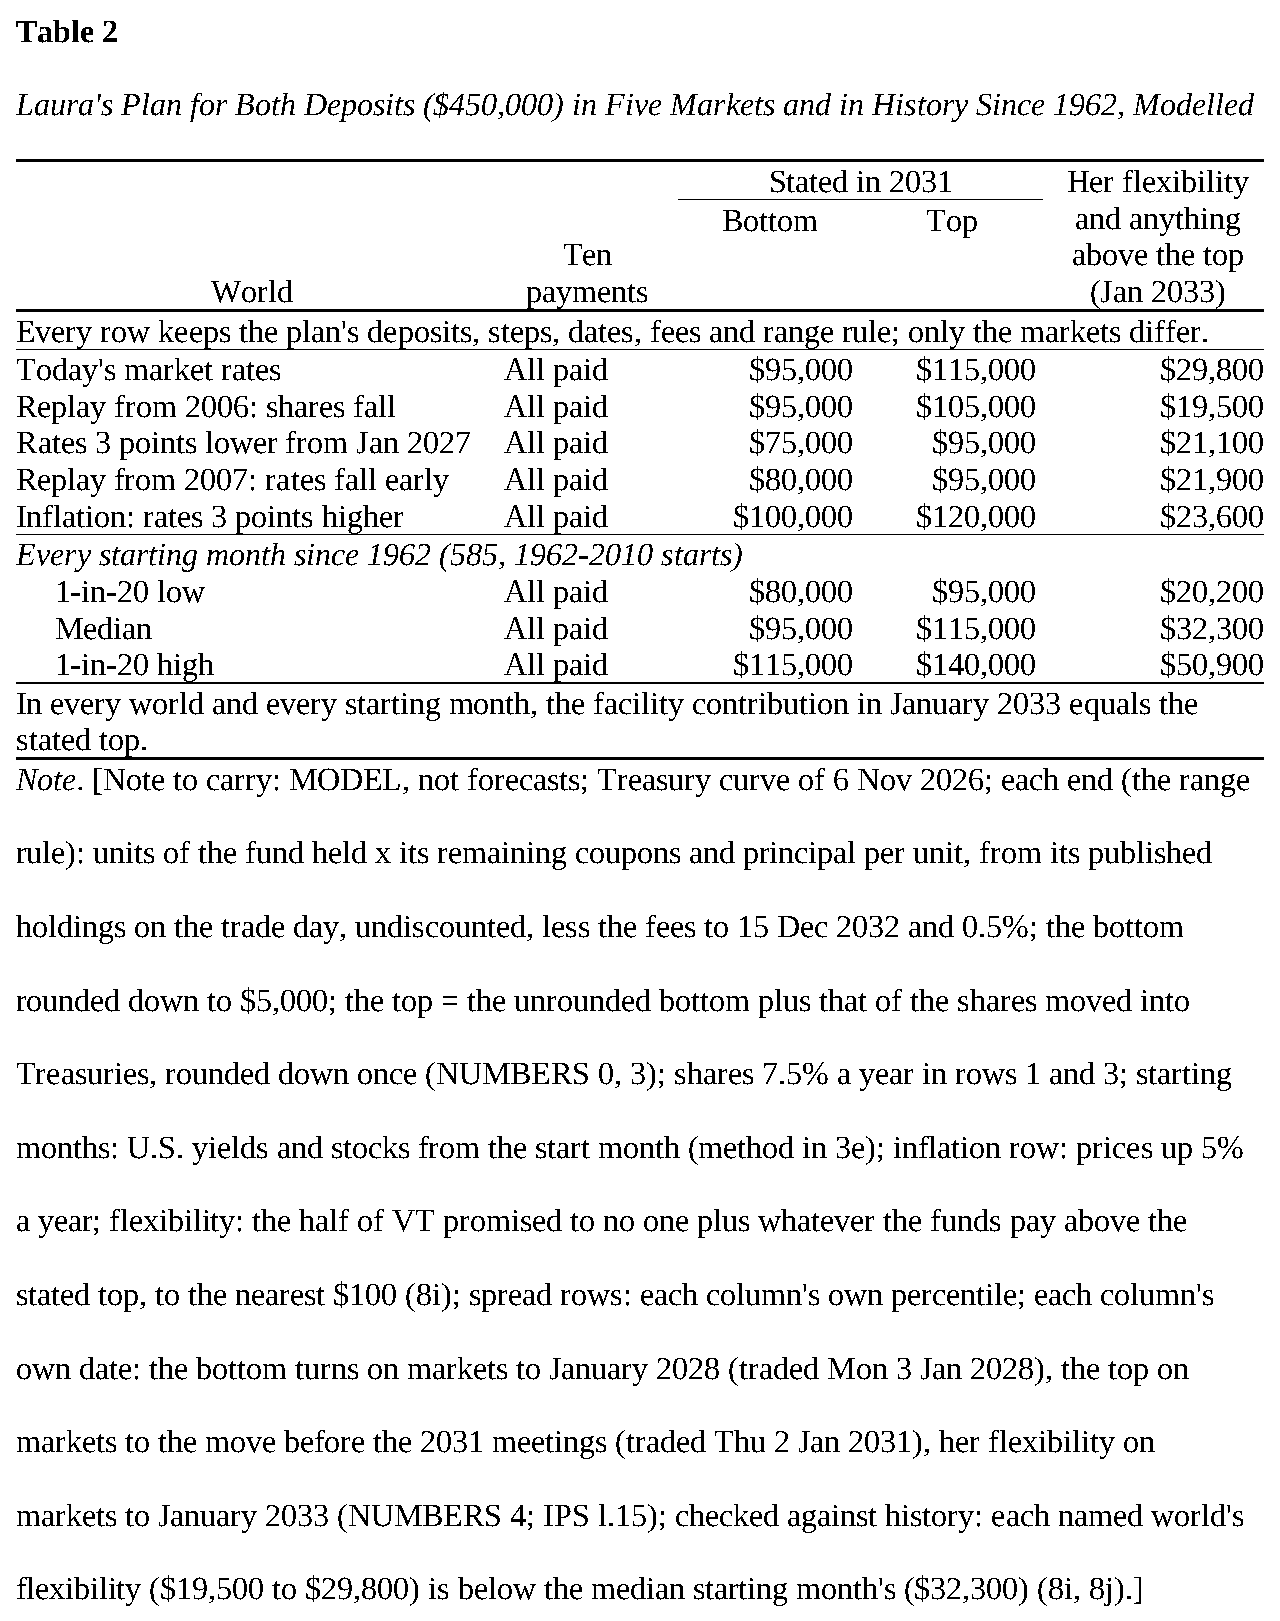 Table 2
Laura's Plan for Both Deposits ($450,000) in Five Markets and in History Since 1962, Modelled
Stated in 2031 Her flexibility
Bottom Top and anything
Ten above the top
World payments (Jan 2033)
Every row keeps the plan's deposits, steps, dates, fees and range rule; only the markets differ.
Today's market rates All paid $95,000 $115,000 $29,800
Replay from 2006: shares fall All paid $95,000 $105,000 $19,500
Rates 3 points lower from Jan 2027 All paid $75,000 $95,000 $21,100
Replay from 2007: rates fall early All paid $80,000 $95,000 $21,900
Inflation: rates 3 points higher All paid $100,000 $120,000 $23,600
Every starting month since 1962 (585, 1962-2010 starts)
1-in-20 low All paid $80,000 $95,000 $20,200
Median All paid $95,000 $115,000 $32,300
1-in-20 high All paid $115,000 $140,000 $50,900
In every world and every starting month, the facility contribution in January 2033 equals the
stated top.
Note. [Note to carry: MODEL, not forecasts; Treasury curve of 6 Nov 2026; each end (the range
rule): units of the fund held x its remaining coupons and principal per unit, from its published
holdings on the trade day, undiscounted, less the fees to 15 Dec 2032 and 0.5%; the bottom
rounded down to $5,000; the top = the unrounded bottom plus that of the shares moved into
Treasuries, rounded down once (NUMBERS 0, 3); shares 7.5% a year in rows 1 and 3; starting
months: U.S. yields and stocks from the start month (method in 3e); inflation row: prices up 5%
a year; flexibility: the half of VT promised to no one plus whatever the funds pay above the
stated top, to the nearest $100 (8i); spread rows: each column's own percentile; each column's
own date: the bottom turns on markets to January 2028 (traded Mon 3 Jan 2028), the top on
markets to the move before the 2031 meetings (traded Thu 2 Jan 2031), her flexibility on
markets to January 2033 (NUMBERS 4; IPS l.15); checked against history: each named world's
flexibility ($19,500 to $29,800) is below the median starting month's ($32,300) (8i, 8j).]